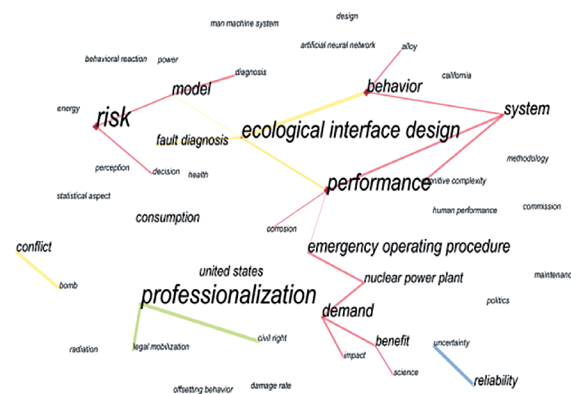 design
man machine system
artificial neural network
alloy
behavioral reaction
power
diagnosis
california
model
behavior
energy
risk
system
ecological interface design
fault diagnosis
methodology
perception
decision
health
performance
cognitive complexity
statistical aspect
human performance
commission
consumption
corrosion
conflict
emergency operating procedure
united states
nuclear power plant
maintenanc
bomb
professionalization
politics
demand
radiation
legal mobilization
civil right
benefit
uncertainty
impact
science
reliability
offsetting behavior
damage rate